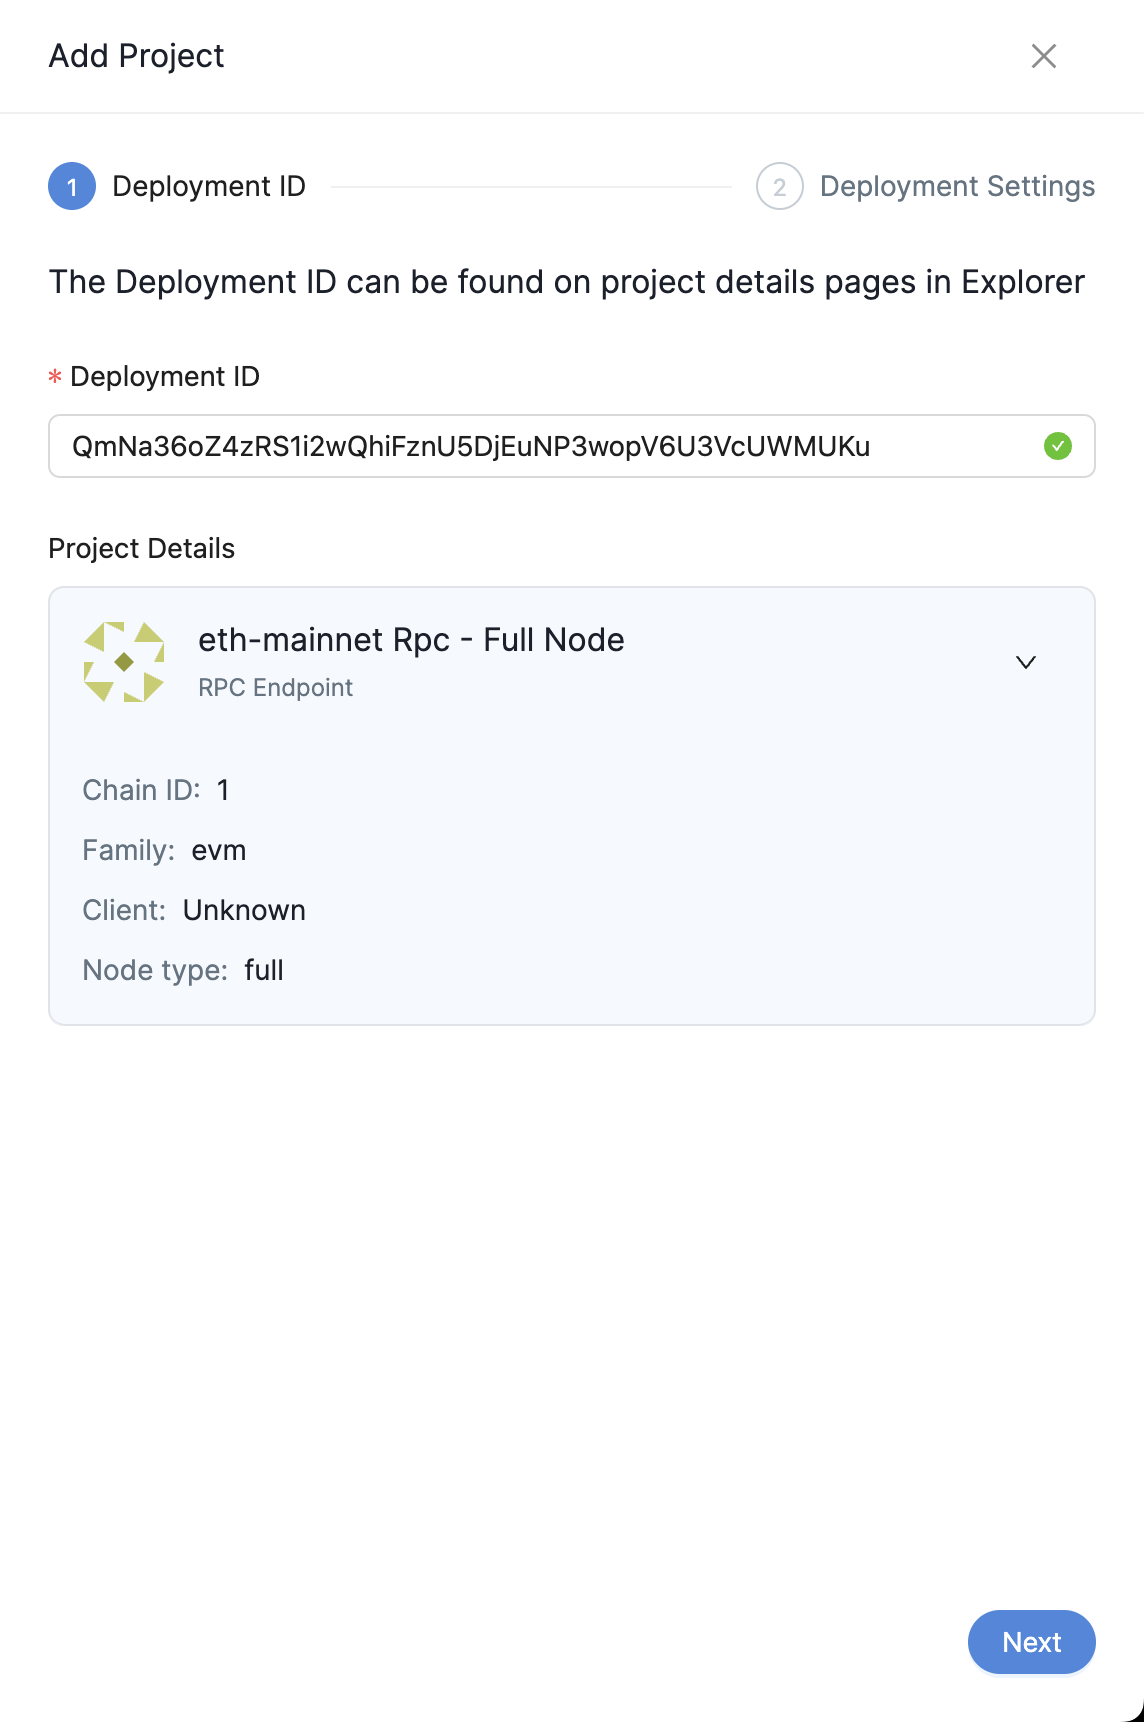 Add Project
1 Deployment ID
2 Deployment Settings
The Deployment ID can be found on project details pages in Explorer
* Deployment ID
QmNa36oZ4zRS1i2wQhiFznU5DjEuNP3wopV6U3VcUWMUKu
Project Details
eth-mainnet Rpc - Full Node
RPC Endpoint
Chain ID: 1
Family: evm
Client: Unknown
Node type: full
Next